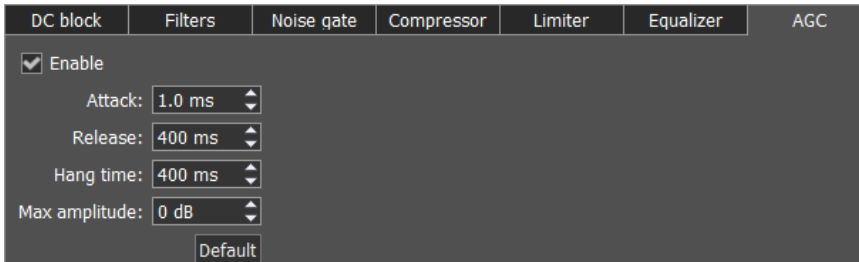 DC block Filters Noise gate Compressor Limiter Equalizer AGC
Enable
Attack: 1.0 ms
Release: 400 ms
Hang time: 400 ms
Max amplitude: 0 dB
Default